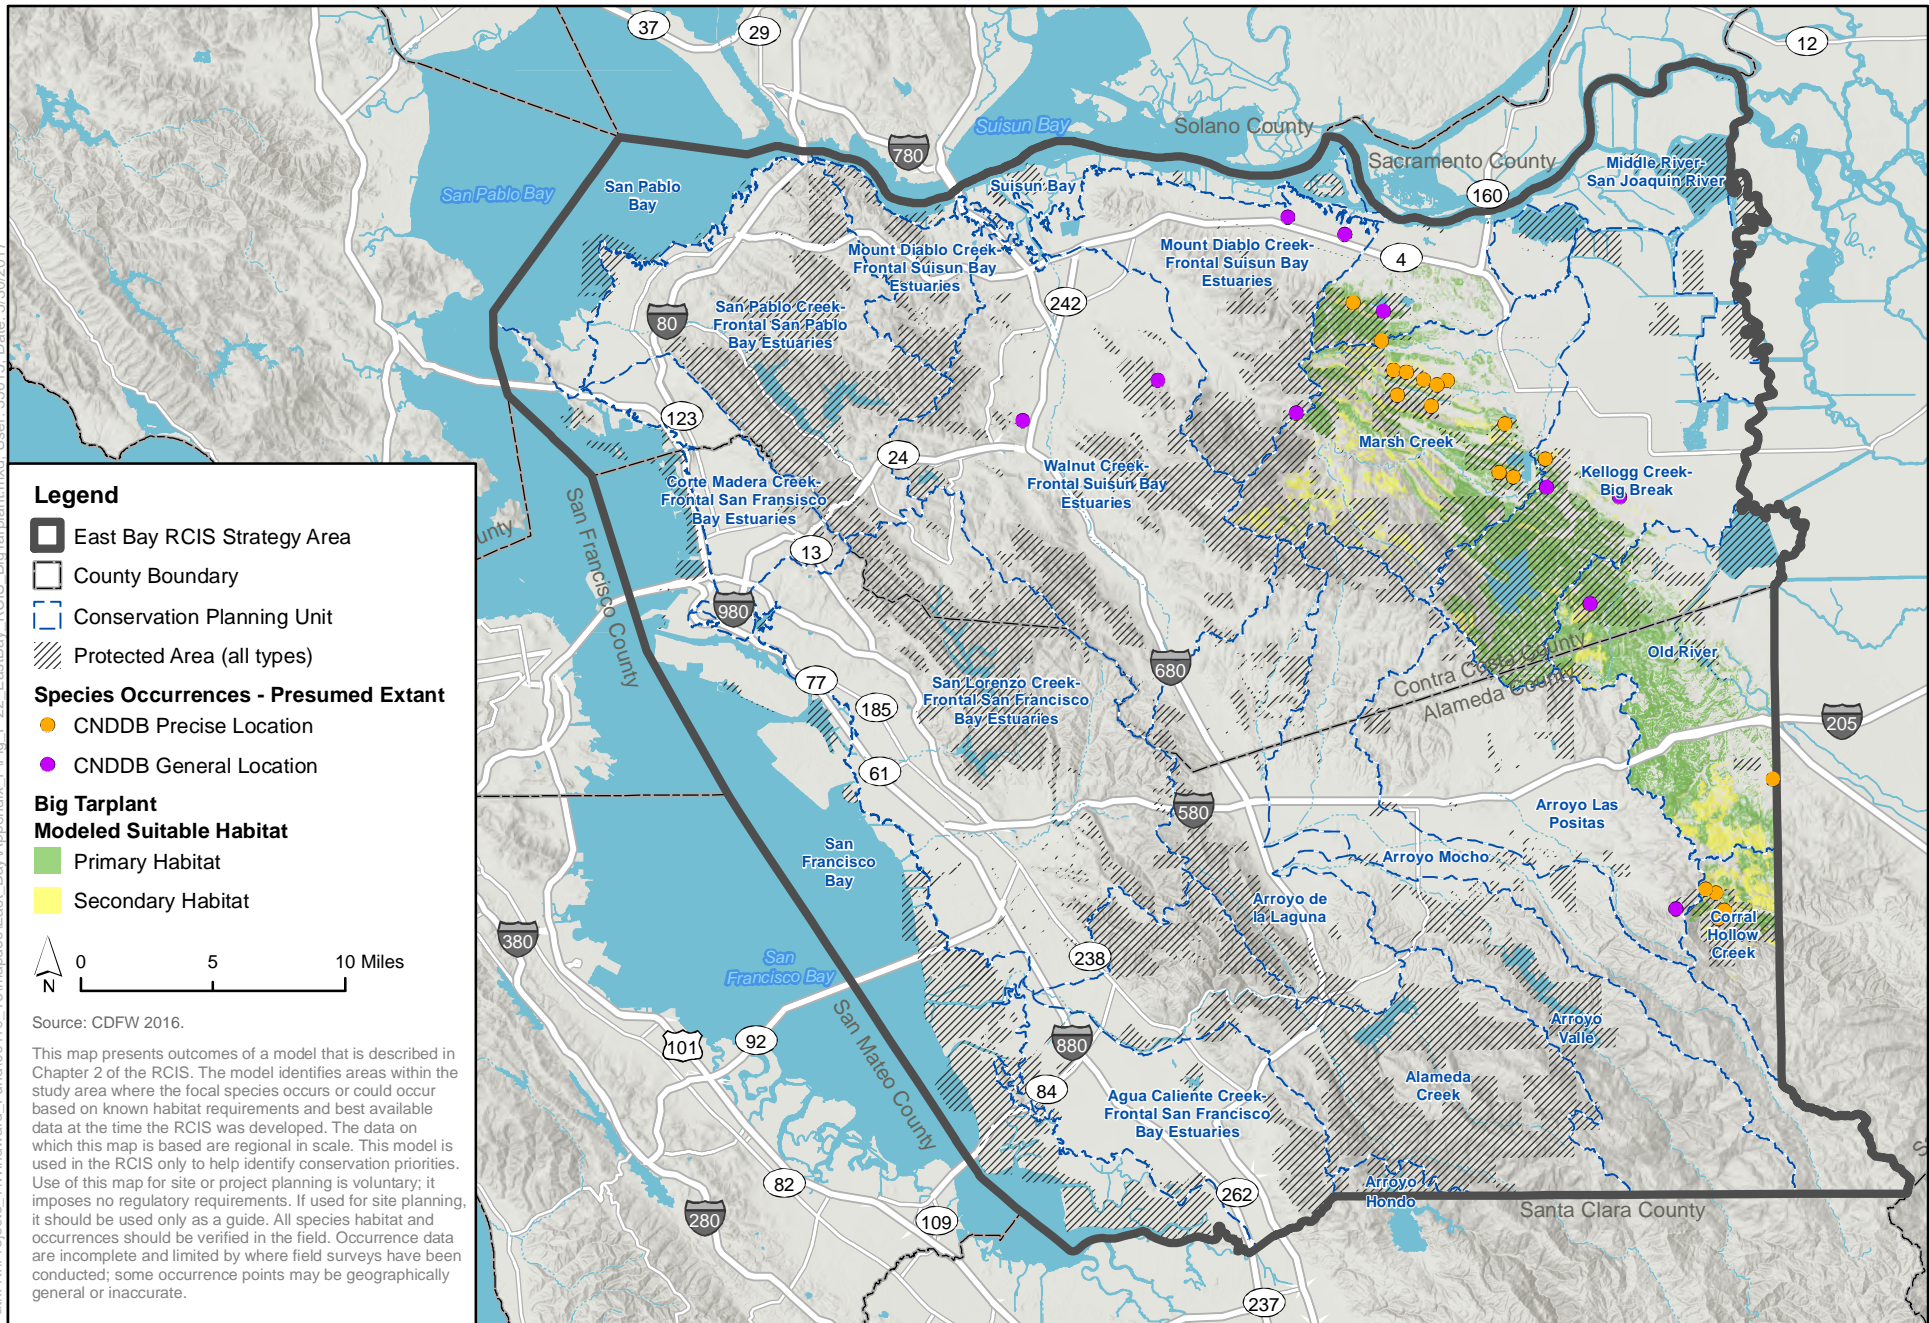 37
29
12
780
Suisun Bay
Solano County
Sacramento County
160
Middle River-
San Joaquin River
San Pablo Bay
San Pablo
Bay
Suisun Bay
Mount Diablo Creek-
Frontal Suisun Bay
Estuaries
Mount Diablo Creek-
Frontal Suisun Bay
Estuaries
4
242
80
San Pablo Creek-
Frontal San Pablo
Bay Estuaries
123
24
Marsh Creek
Walnut Creek-
Frontal Suisun Bay
Estuaries
Kellogg Creek-
Big Break
Corte Madera Creek-
Frontal San Fransisco
Bay Estuaries
unty
San Francisco County
13
980
680
Contra Costa County
Alameda County
Old River
77
185
San Lorenzo Creek-
Frontal San Francisco
Bay Estuaries
205
61
580
Arroyo Las
Positas
San
Francisco
Bay
Arroyo Mocho
Arroyo de
la Laguna
Corral
Hollow
Creek
380
238
San
Francisco Bay
San Mateo County
Arroyo
Valle
101
92
880
84
Alameda
Creek
Agua Caliente Creek-
Frontal San Francisco
Bay Estuaries
82
280
109
262
Arroyo
Hondo
Santa Clara County
237
Legend
East Bay RCIS Strategy Area
County Boundary
Conservation Planning Unit
Protected Area (all types)
Species Occurrences - Presumed Extant
CNDDB Precise Location
CNDDB General Location
Big Tarplant
Modeled Suitable Habitat
Primary Habitat
Secondary Habitat
N
0 5 10 Miles
Source: CDFW 2016.
This map presents outcomes of a model that is described in
Chapter 2 of the RCIS. The model identifies areas within the
study area where the focal species occurs or could occur
based on known habitat requirements and best available
data at the time the RCIS was developed. The data on
which this map is based are regional in scale. This model is
used in the RCIS only to help identify conservation priorities.
Use of this map for site or project planning is voluntary; it
imposes no regulatory requirements. If used for site planning,
it should be used only as a guide. All species habitat and
occurrences should be verified in the field. Occurrence data
are incomplete and limited by where field surveys have been
conducted; some occurrence points may be geographically
general or inaccurate.